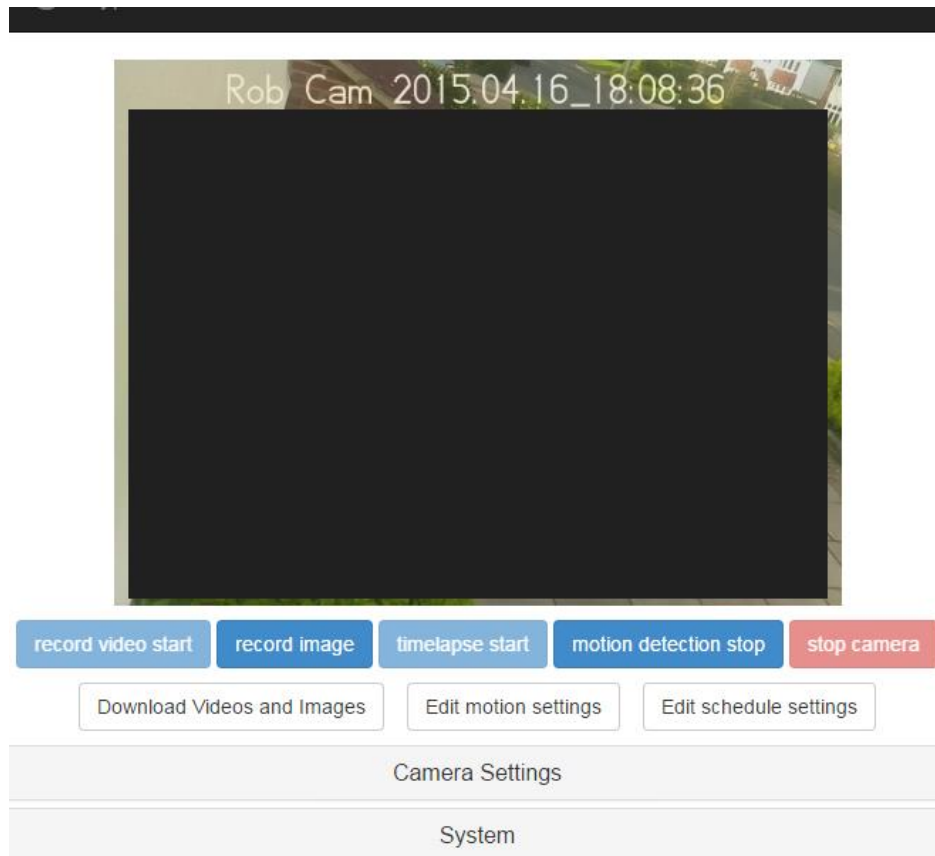 Rob Cam 2015.04.16_18:08:36
record video start
record image
timelapse start
motion detection stop
stop camera
Download Videos and Images
Edit motion settings
Edit schedule settings
Camera Settings
System